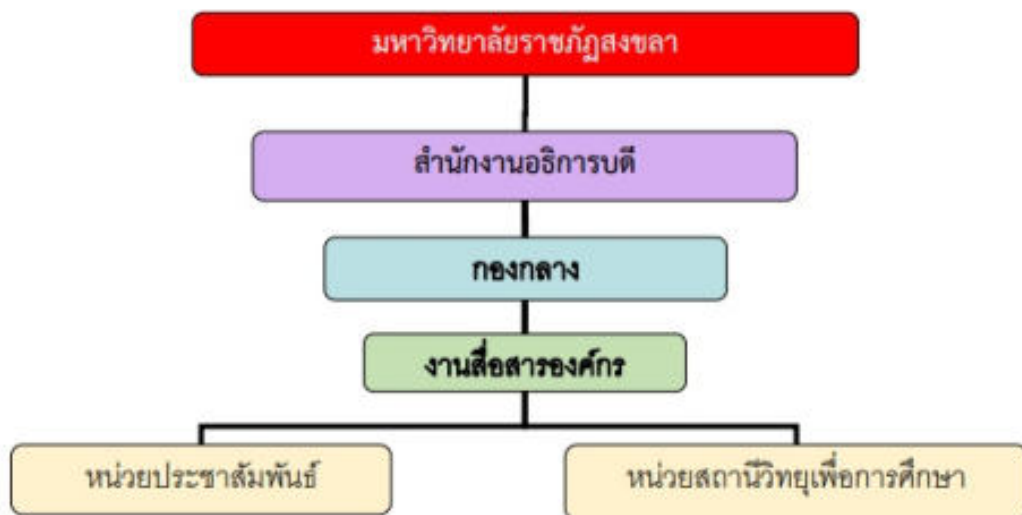 มหาวิทยาลัยราชภัฏสงขลา
สำนักงานอธิการบดี
กองกลาง
งานสื่อสารองค์กร
หน่วยประชาสัมพันธ์
หน่วยสถานีวิทยุเพื่อการศึกษา